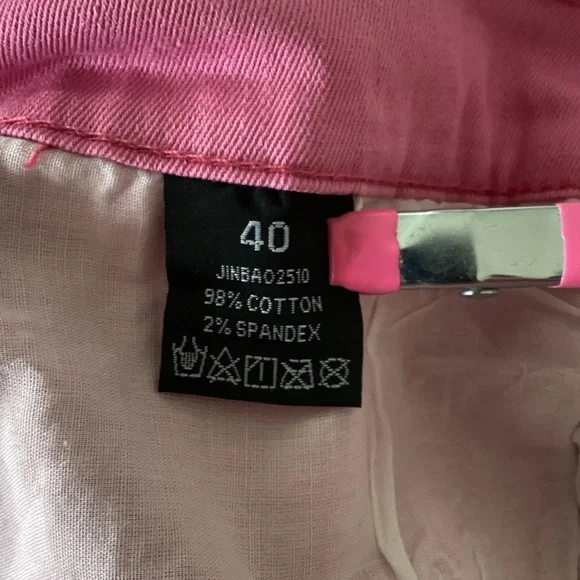 40
JINBAO2510
98% COTTON
2% SPANDEX